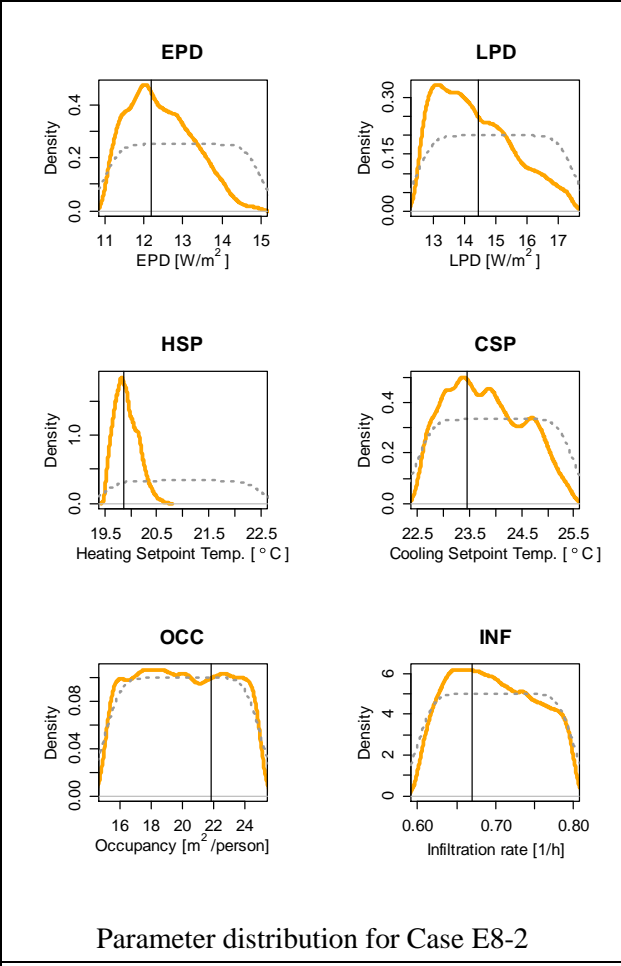 EPD
LPD
Density
0.0 0.2 0.4
11 12 13 14 15
EPD [W/m² ]
Density
0.00 0.15 0.30
13 14 15 16 17
LPD [W/m² ]
HSP
CSP
Density
0.0 1.0
19.5 20.5 21.5 22.5
Heating Setpoint Temp. [ ° C ]
Density
0.0 0.2 0.4
22.5 23.5 24.5 25.5
Cooling Setpoint Temp. [ ° C ]
OCC
INF
Density
0.00 0.04 0.08
16 18 20 22 24
Occupancy [m² /person]
Density
0 2 4 6
0.60 0.70 0.80
Infiltration rate [1/h]
Parameter distribution for Case E8-2